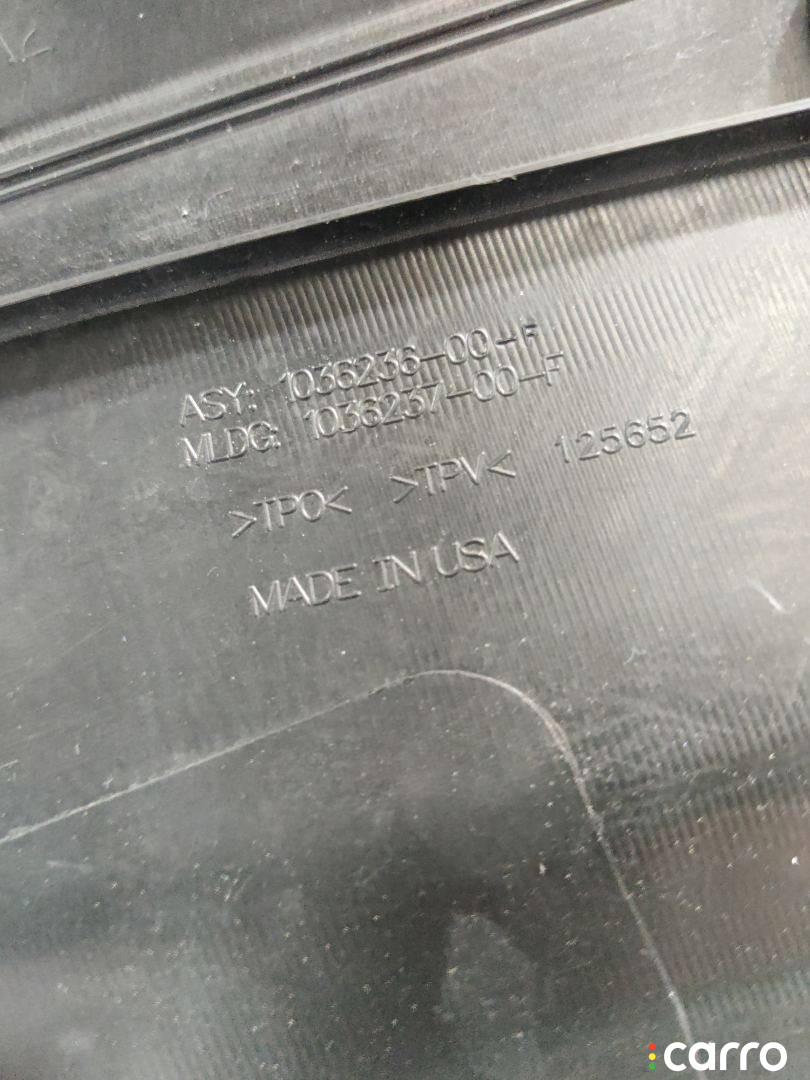 ASY: 1036236-00-F
MLDG: 1036237-00-F
>TPO< >TPV< 125652
MADE IN USA
carro